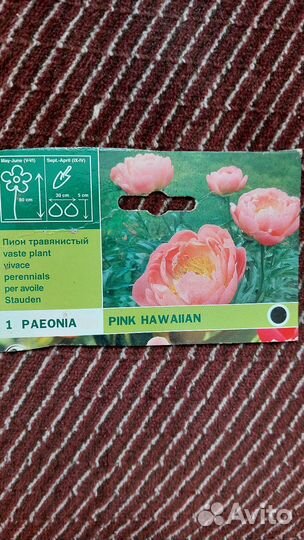 May-June (V-VI)
Sept.-April (IX-IV)
80 cm
30 cm
5 cm
Пион травянистый
vaste plant
vivace
perennials
per avoile
Stauden
1 PAEONIA
PINK HAWAIIAN
Avito